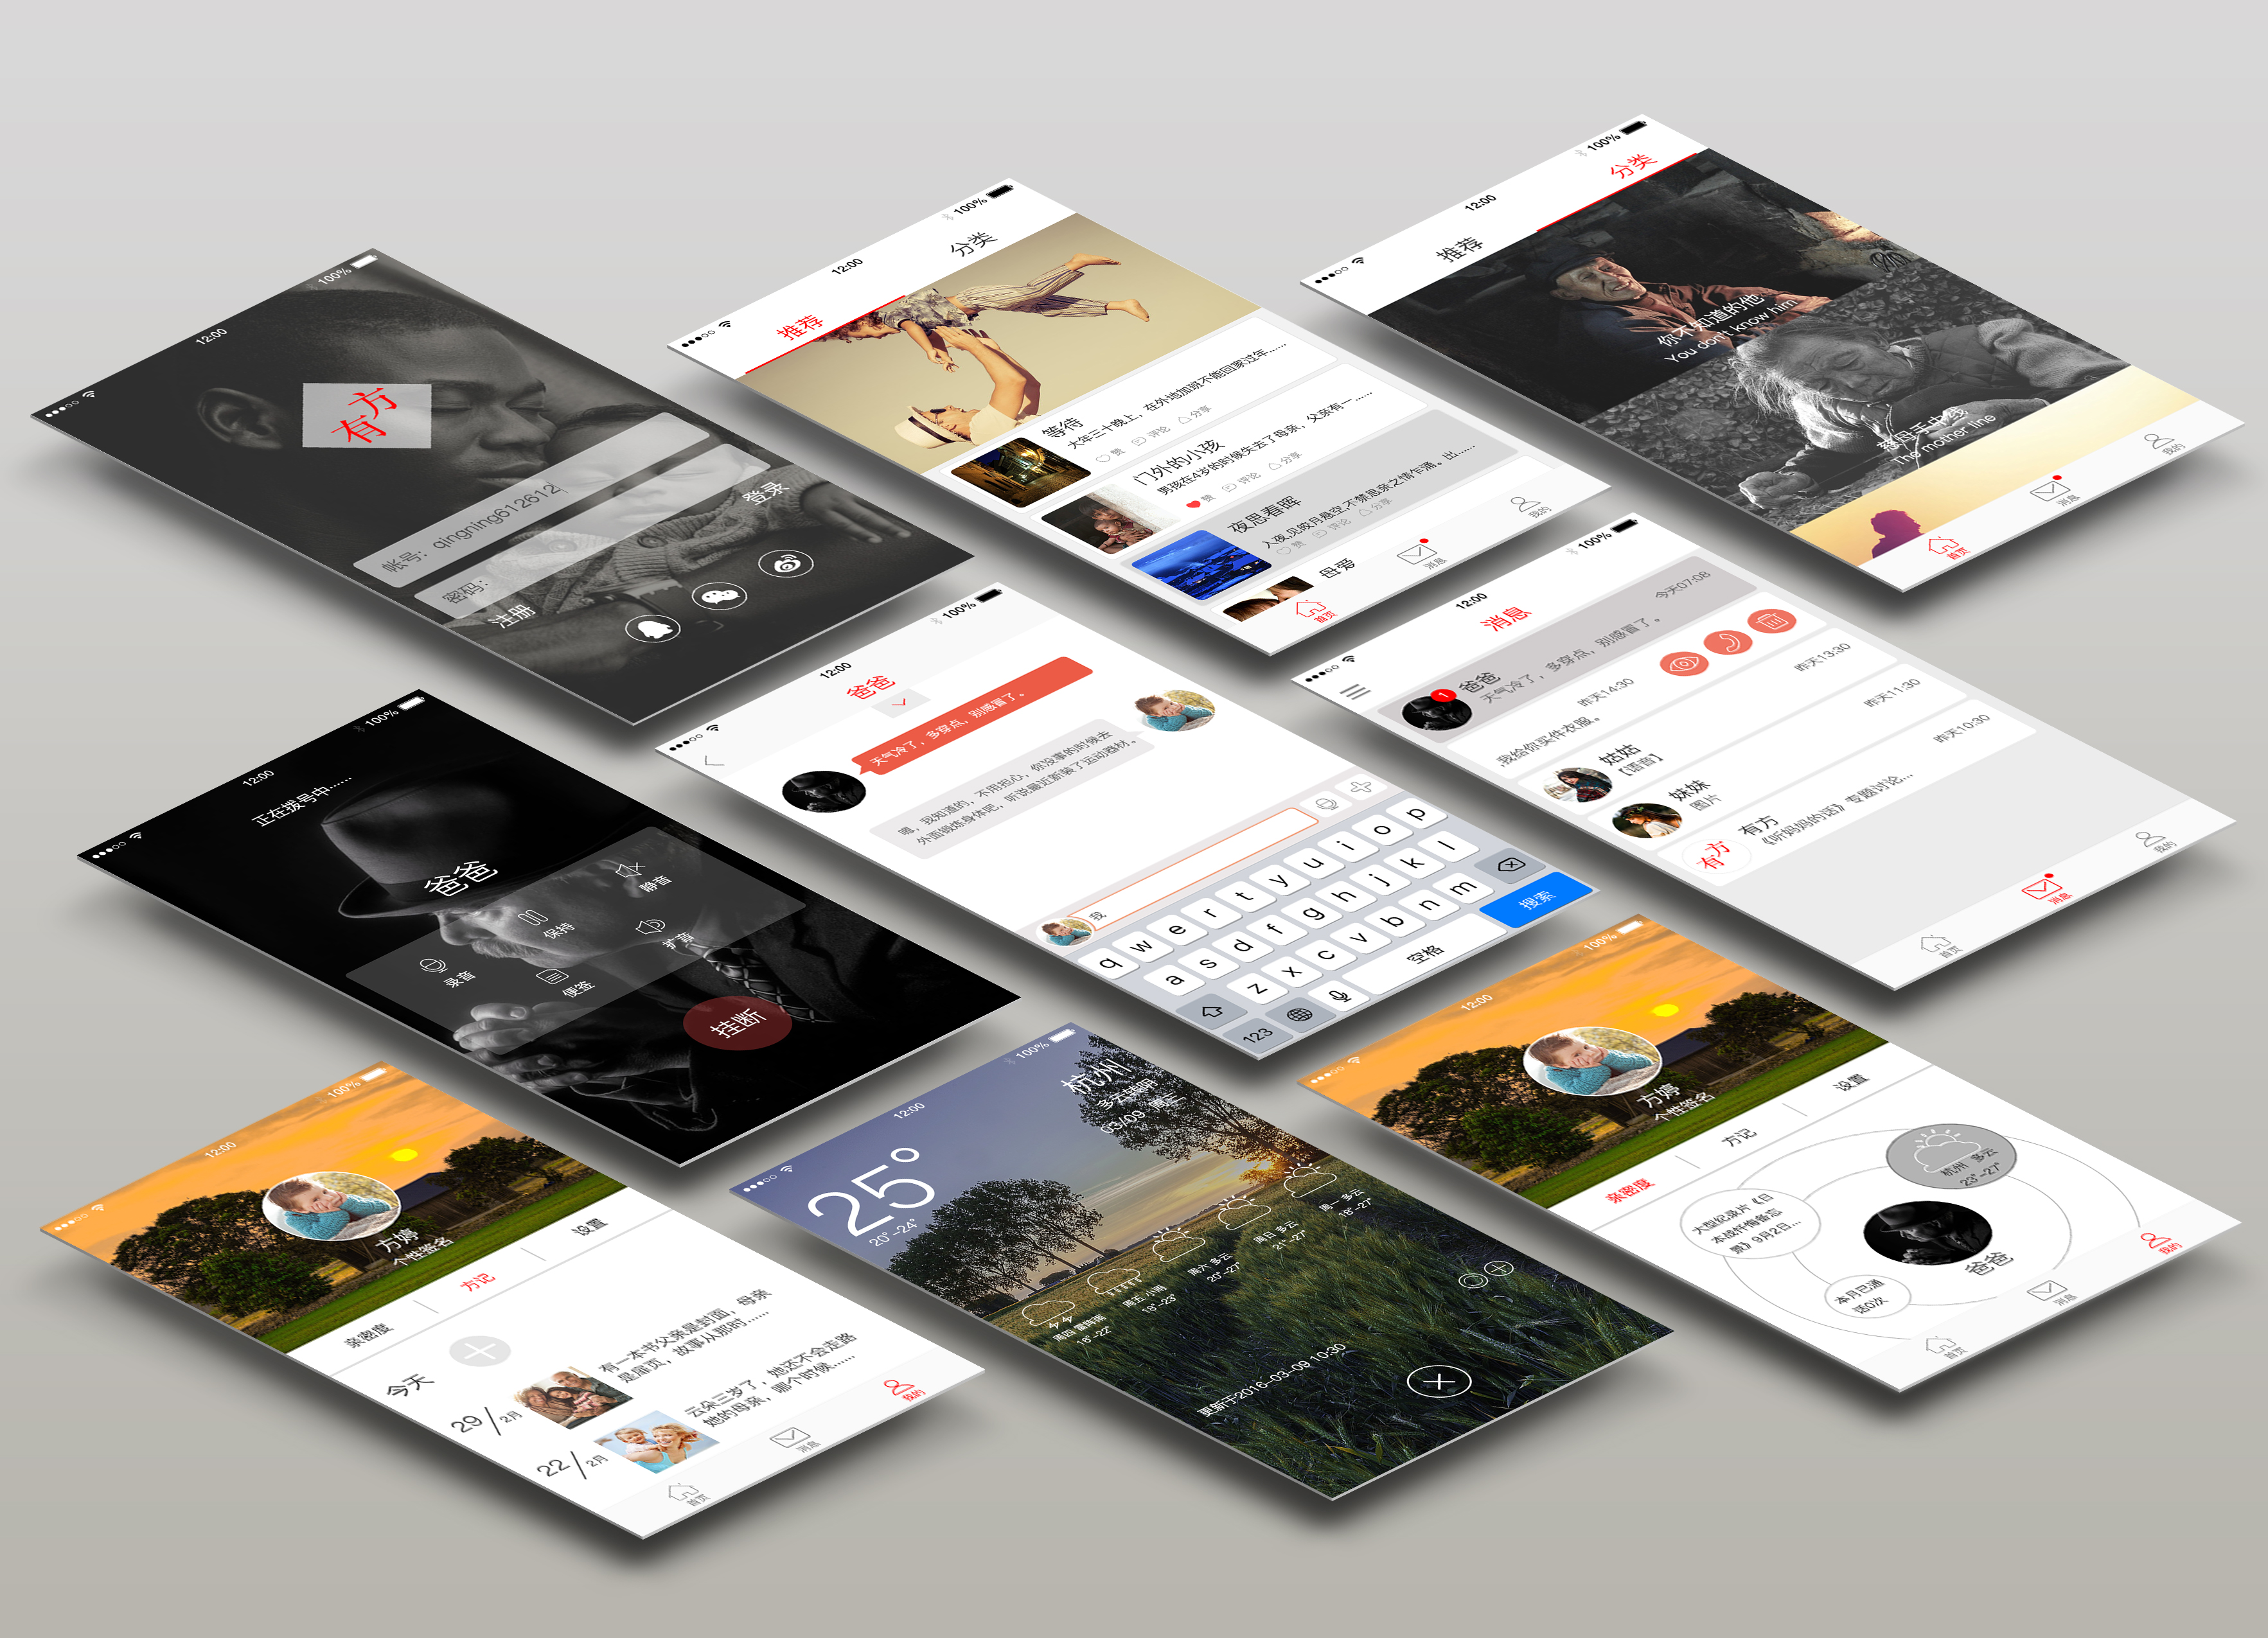 12:00
100%
有方
帐号：qingning612612
密码：
注册
登录
12:00
100%
推荐
分类
等待
大年三十晚上，在外地加班不能回家过年……
赞
评论
分享
门外的小孩
男孩在4岁的时候失去了母亲，父亲有一……
赞
评论
分享
夜思春晖
入夜,见皎月悬空,不禁思亲之情乍涌。出……
赞
评论
分享
母爱
首页
消息
我的
12:00
100%
推荐
分类
你不知道的他
You don't know him
慈母手中线
The mother line
首页
消息
我的
12:00
100%
正在拨号中……
爸爸
录音
保持
静音
便签
扩音
挂断
12:00
100%
爸爸
天气冷了，多穿点，别感冒了。
嗯，我知道的，不用担心，你没事的时候去
外面锻炼身体吧，听说最近新装了运动器材。
我
q w e r t y u i o p
a s d f g h j k l
z x c v b n m
123
空格
搜索
12:00
100%
消息
爸爸
1
今天07:08
天气冷了，多穿点，别感冒了。
昨天14:30
,我给你买件衣服。
姑姑
昨天13:30
【语音】
妹妹
昨天11:30
图片
有方
有方
昨天10:30
《听妈妈的话》专题讨论…
首页
消息
我的
12:00
100%
方婷
个性签名
亲密度
方记
设置
今天
29/2月
有一本书父亲是封面，母亲
是扉页，故事从那时……
22/2月
云朵三岁了，她还不会走路
她的母亲，哪个时候……
首页
消息
我的
12:00
100%
25°
20°-24°
杭州
多云转阴
03/09 周三
周四 雷阵雨
16°-22°
周五 小雨
18°-23°
周六 多云
20°-27°
周日 多云
21°-27°
周一 多云
18°-27°
更新于2016-03-09 10:30
12:00
100%
方婷
个性签名
亲密度
方记
设置
杭州 多云
23°-27°
大型纪录片《日
本战犯忏悔备忘
录》9月2日…
爸爸
本月已通
话0次
首页
消息
我的